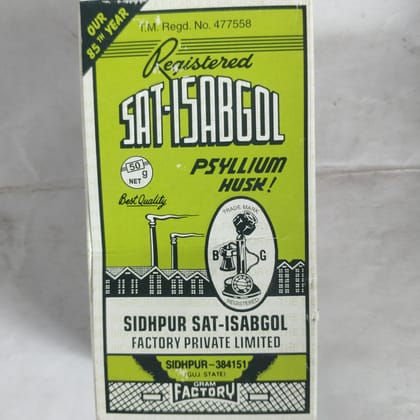 OUR
85TH YEAR
T.M. Regd. No. 477558
Registered
SAT-ISABGOL
50 g
NET
PSYLLIUM
HUSK!
Best Quality
TRADE MARK
B G
REGISTERED
SIDHPUR SAT-ISABGOL
FACTORY PRIVATE LIMITED
SIDHPUR-384151
(GUJ. STATE)
GRAM
FACTORY